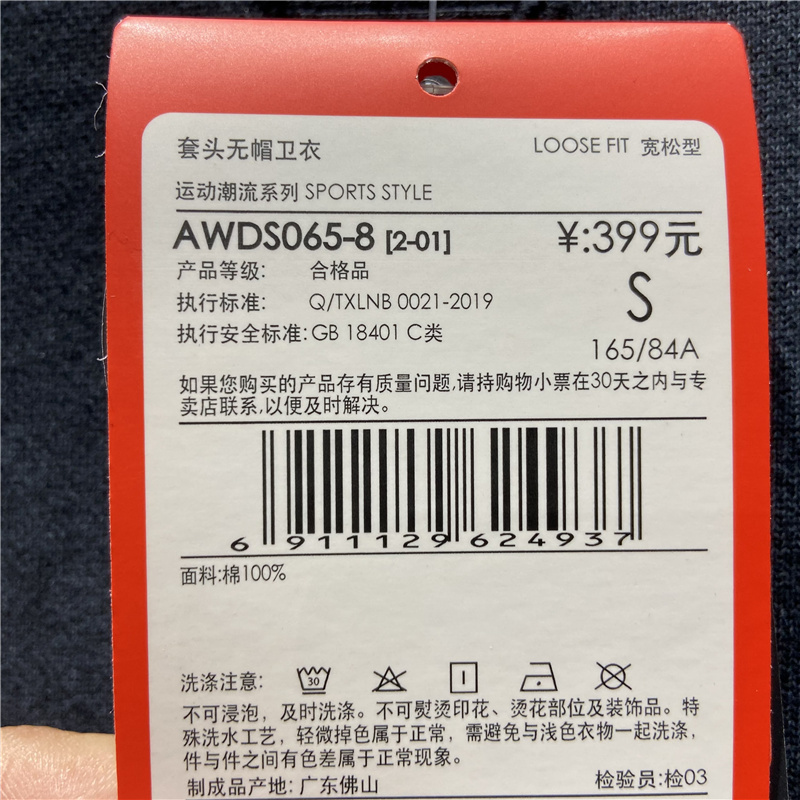 套头无帽卫衣 LOOSE FIT 宽松型
运动潮流系列 SPORTS STYLE
AWDS065-8 [2-01] ¥:399元
产品等级: 合格品
执行标准: Q/TXLNB 0021-2019
S
执行安全标准:GB 18401 C类
165/84A
如果您购买的产品存有质量问题,请持购物小票在30天之内与专
卖店联系,以便及时解决。
6 911129 624937
面料:棉100%
洗涤注意: 30
不可浸泡，及时洗涤。不可熨烫印花、烫花部位及装饰品。特
殊洗水工艺，轻微掉色属于正常，需避免与浅色衣物一起洗涤，
件与件之间有色差属于正常现象。
制成品产地: 广东佛山 检验员:检03